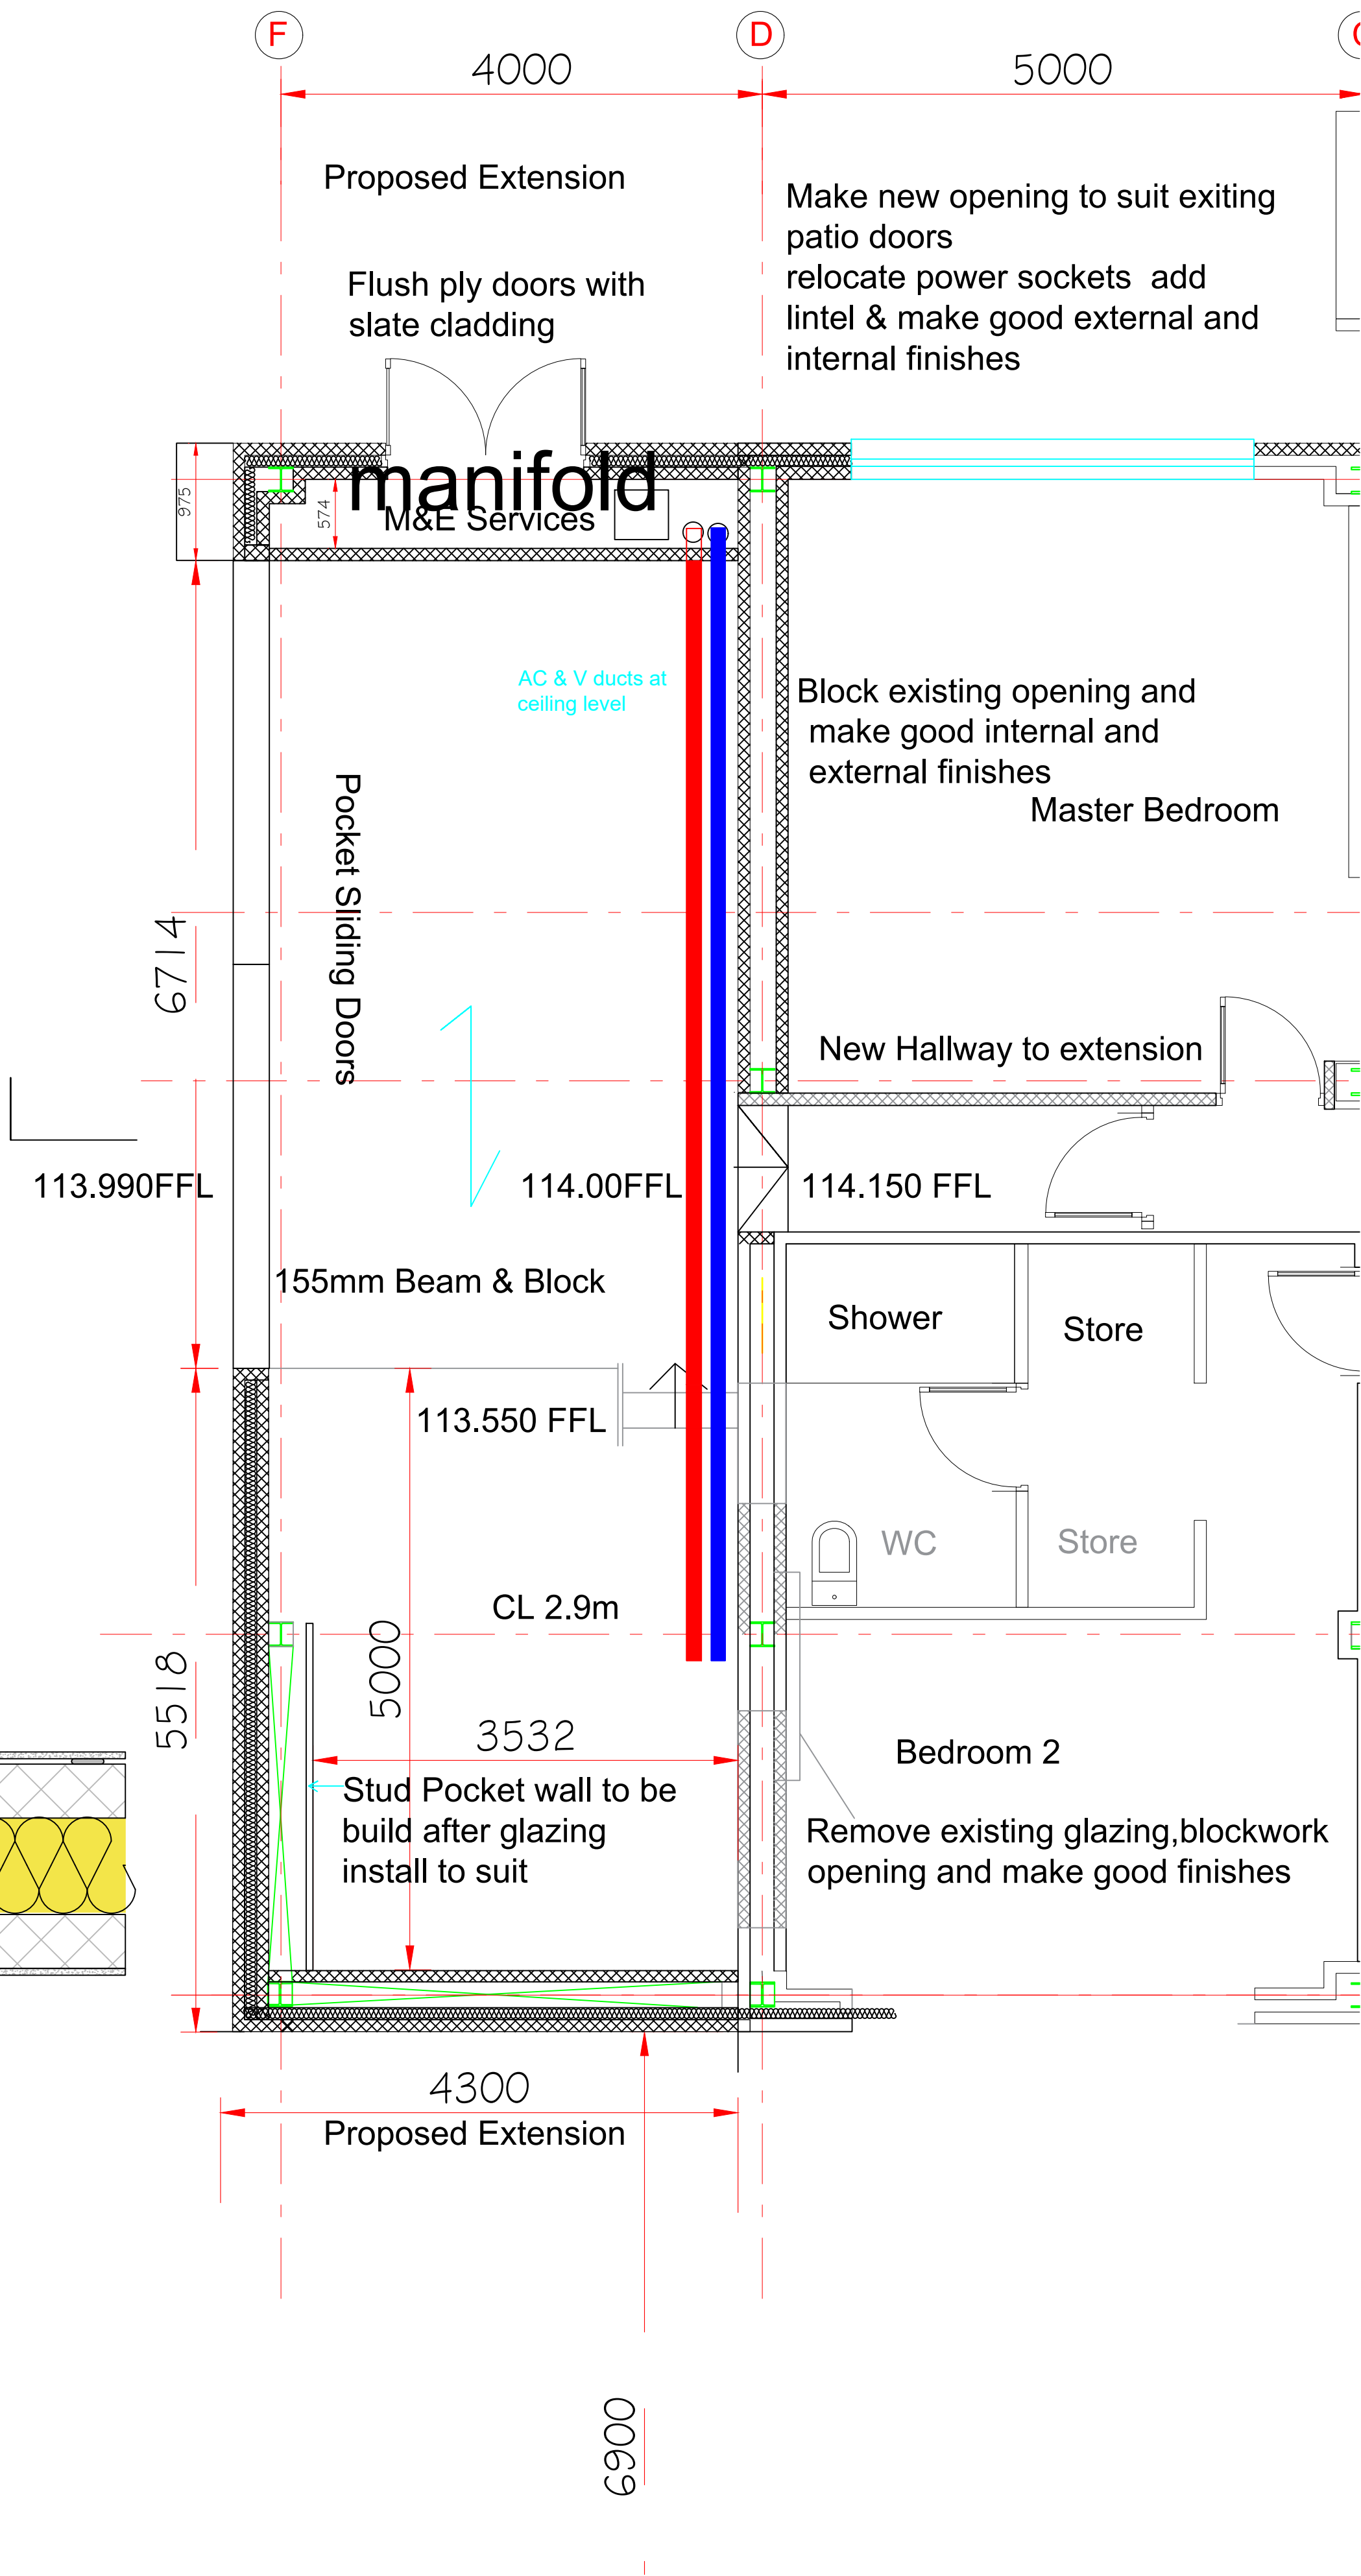 F
D
4000
5000
Proposed Extension
Make new opening to suit exiting
patio doors
relocate power sockets add
lintel & make good external and
internal finishes
Flush ply doors with
slate cladding
manifold
M&E Services
975
574
AC & V ducts at
ceiling level
Block existing opening and
make good internal and
external finishes
Master Bedroom
Pocket Sliding Doors
6714
New Hallway to extension
113.990FFL
114.00FFL
114.150 FFL
155mm Beam & Block
Shower
Store
113.550 FFL
WC
Store
CL 2.9m
5000
5518
3532
Bedroom 2
Stud Pocket wall to be
build after glazing
install to suit
Remove existing glazing,blockwork
opening and make good finishes
4300
Proposed Extension
6900